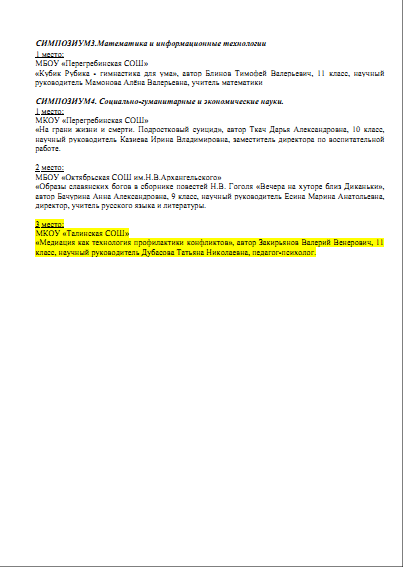 СИМПОЗИУМ3.Математика и информационные технологии
1 место:
МБОУ «Перегребинская СОШ»
«Кубик Рубика - гимнастика для ума», автор Блинов Тимофей Валерьевич, 11 класс, научный
руководитель Мамонова Алёна Валерьевна, учитель математики
СИМПОЗИУМ4. Социально-гуманитарные и экономические науки.
1 место:
МКОУ «Перегребинская СОШ»
«На грани жизни и смерти. Подростковый суицид», автор Ткач Дарья Александровна, 10 класс,
научный руководитель Казиева Ирина Владимировна, заместитель директора по воспитательной
работе.
2 место:
МБОУ «Октябрьская СОШ им.Н.В.Архангельского»
«Образы славянских богов в сборнике повестей Н.В. Гоголя «Вечера на хуторе близ Диканьки»,
автор Бачурина Анна Александровна, 9 класс, научный руководитель Есина Марина Анатольевна,
директор, учитель русского языка и литературы.
3 место:
МКОУ «Талинская СОШ»
«Медиация как технология профилактики конфликтов», автор Закирьянов Валерий Венерович, 11
класс, научный руководитель Дубасова Татьяна Николаевна, педагог-психолог.